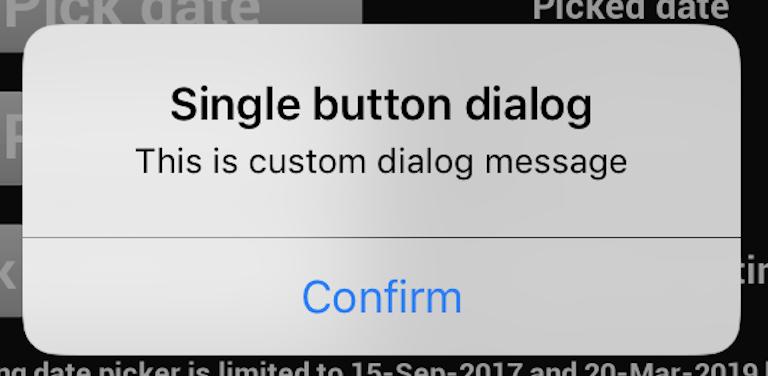 Pick date Picked date
Single button dialog
This is custom dialog message
Confirm
date picker is limited to 15-Sep-2017 and 20-Mar-2019